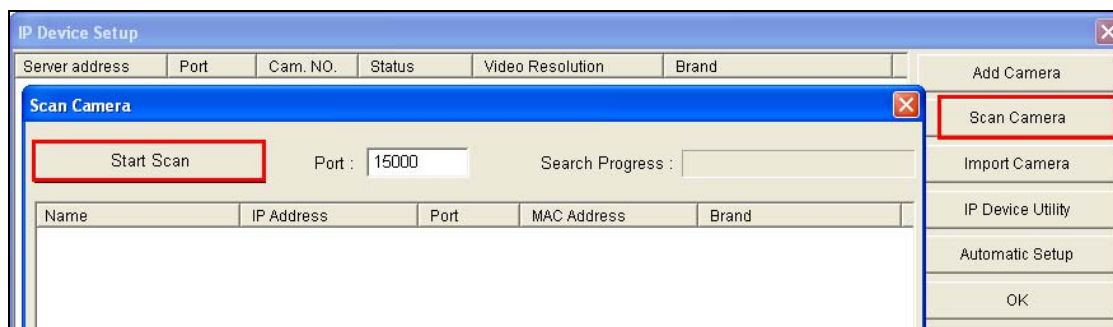 IP Device Setup
Server address Port Cam. NO. Status Video Resolution Brand
Add Camera
Scan Camera
Scan Camera
Start Scan Port : 15000 Search Progress :
Import Camera
Name IP Address Port MAC Address Brand
IP Device Utility
Automatic Setup
OK